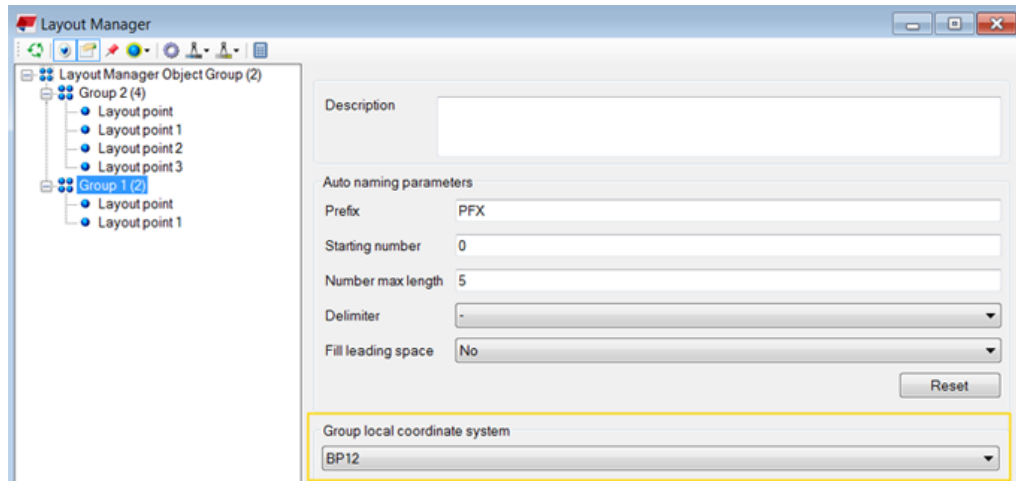 Layout Manager
Layout Manager Object Group (2)
Group 2 (4)
Layout point
Layout point 1
Layout point 2
Layout point 3
Group 1 (2)
Layout point
Layout point 1
Description
Auto naming parameters
Prefix PFX
Starting number 0
Number max length 5
Delimiter -
Fill leading space No
Reset
Group local coordinate system
BP12